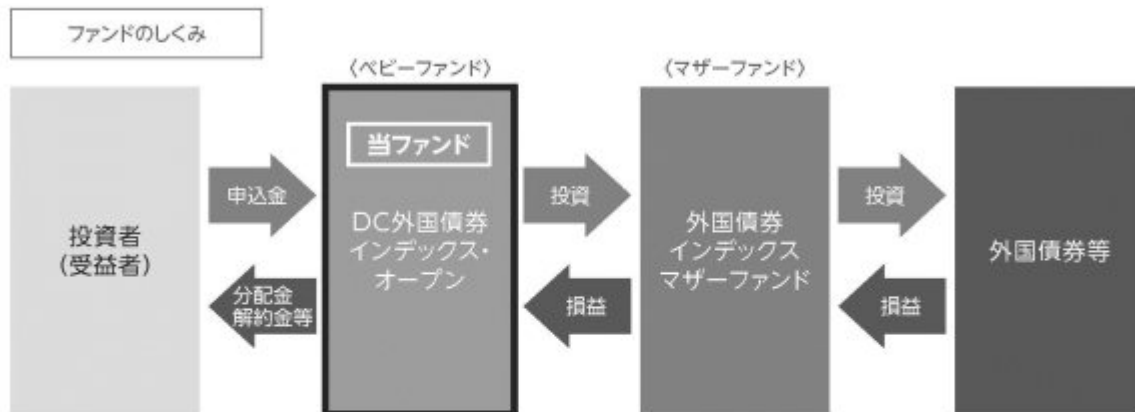 ファンドのしくみ
〈ベビーファンド〉
〈マザーファンド〉
投資者
(受益者)
申込金
分配金
解約金等
当ファンド
DC外国債券
インデックス・
オープン
投資
損益
外国債券
インデックス
マザーファンド
投資
損益
外国債券等